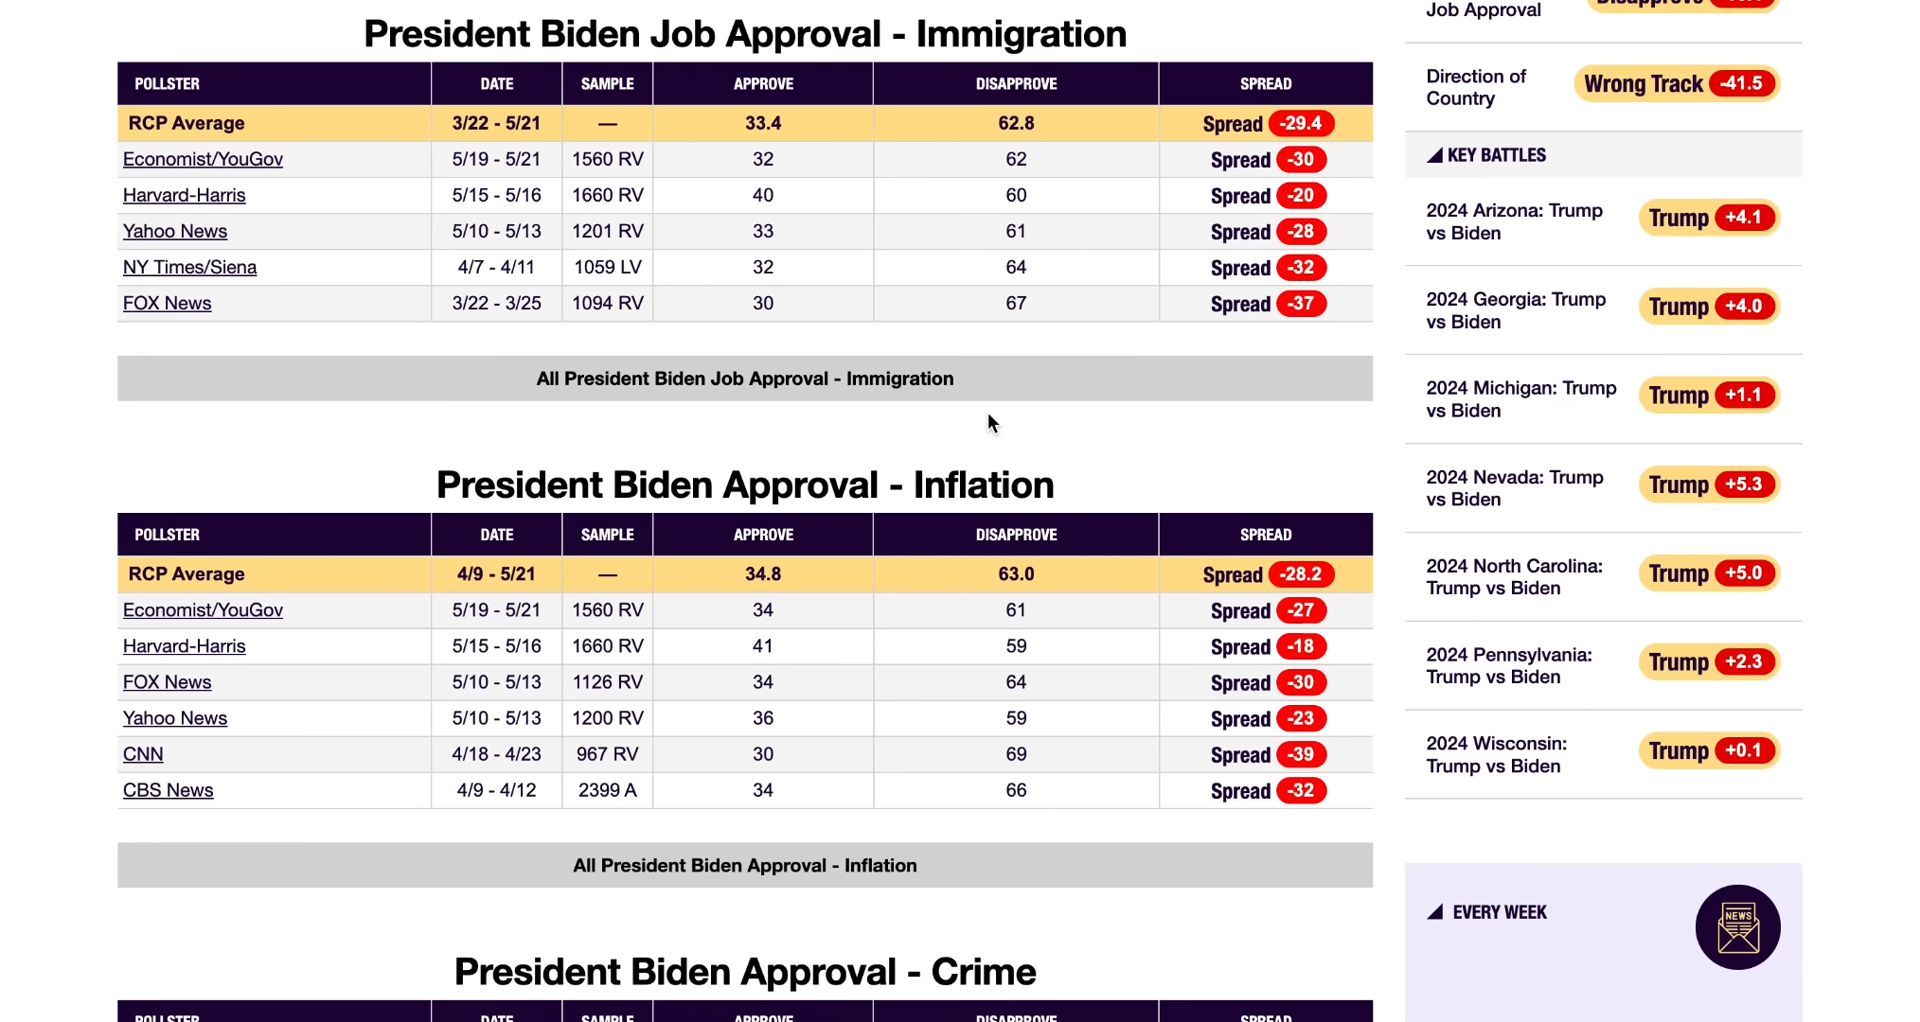 President Biden Job Approval - Immigration
POLLSTER DATE SAMPLE APPROVE DISAPPROVE SPREAD
RCP Average 3/22 - 5/21 — 33.4 62.8 Spread -29.4
Economist/YouGov 5/19 - 5/21 1560 RV 32 62 Spread -30
Harvard-Harris 5/15 - 5/16 1660 RV 40 60 Spread -20
Yahoo News 5/10 - 5/13 1201 RV 33 61 Spread -28
NY Times/Siena 4/7 - 4/11 1059 LV 32 64 Spread -32
FOX News 3/22 - 3/25 1094 RV 30 67 Spread -37
All President Biden Job Approval - Immigration
President Biden Approval - Inflation
POLLSTER DATE SAMPLE APPROVE DISAPPROVE SPREAD
RCP Average 4/9 - 5/21 — 34.8 63.0 Spread -28.2
Economist/YouGov 5/19 - 5/21 1560 RV 34 61 Spread -27
Harvard-Harris 5/15 - 5/16 1660 RV 41 59 Spread -18
FOX News 5/10 - 5/13 1126 RV 34 64 Spread -30
Yahoo News 5/10 - 5/13 1200 RV 36 59 Spread -23
CNN 4/18 - 4/23 967 RV 30 69 Spread -39
CBS News 4/9 - 4/12 2399 A 34 66 Spread -32
All President Biden Approval - Inflation
President Biden Approval - Crime
POLLSTER DATE SAMPLE APPROVE DISAPPROVE SPREAD
Job Approval Disapprove
Direction of
Country Wrong Track -41.5
KEY BATTLES
2024 Arizona: Trump
vs Biden Trump +4.1
2024 Georgia: Trump
vs Biden Trump +4.0
2024 Michigan: Trump
vs Biden Trump +1.1
2024 Nevada: Trump
vs Biden Trump +5.3
2024 North Carolina:
Trump vs Biden Trump +5.0
2024 Pennsylvania:
Trump vs Biden Trump +2.3
2024 Wisconsin:
Trump vs Biden Trump +0.1
EVERY WEEK
NEWS